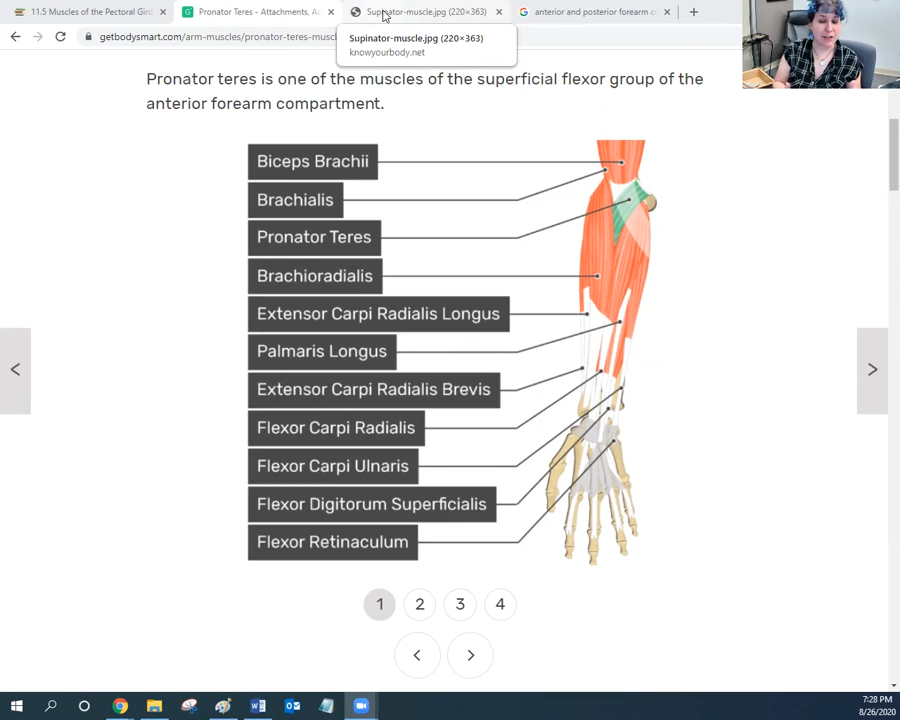 11.5 Muscles of the Pectoral Gird
Pronator Teres - Attachments, Ac
Supinator-muscle.jpg (220×363)
anterior and posterior forearm c
getbodysmart.com/arm-muscles/pronator-teres-musc
Supinator-muscle.jpg (220×363)
knowyourbody.net
Pronator teres is one of the muscles of the superficial flexor group of the
anterior forearm compartment.
Biceps Brachii
Brachialis
Pronator Teres
Brachioradialis
Extensor Carpi Radialis Longus
Palmaris Longus
Extensor Carpi Radialis Brevis
Flexor Carpi Radialis
Flexor Carpi Ulnaris
Flexor Digitorum Superficialis
Flexor Retinaculum
1 2 3 4
7:28 PM
8/26/2020